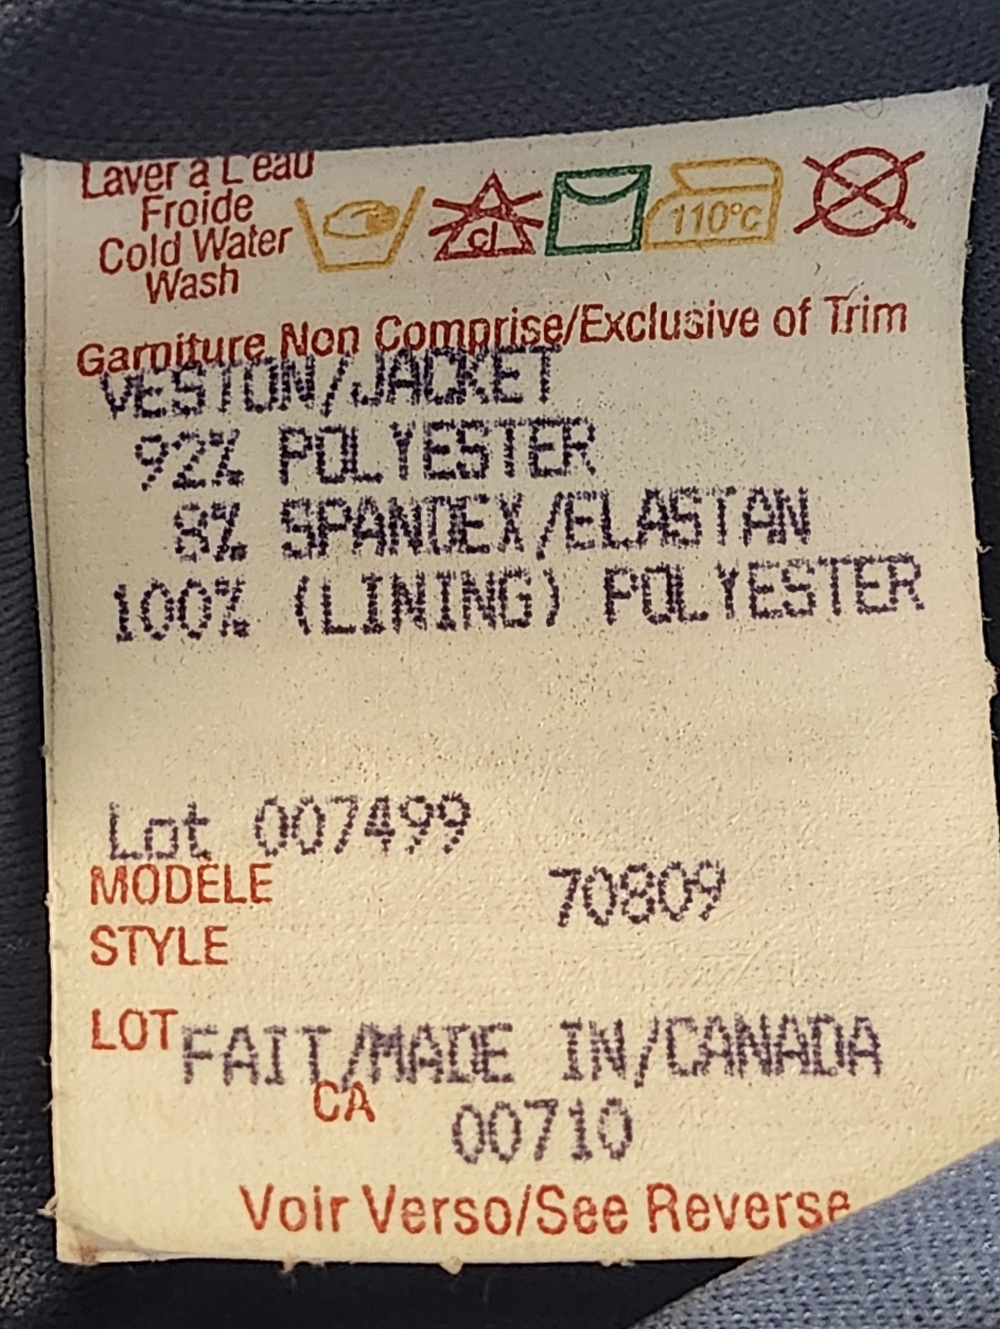 Laver à L'eau
Froide
Cold Water
Wash
cl
110°c
Garniture Non Comprise/Exclusive of Trim
VESTON/JACKET
92% POLYESTER
8% SPANDEX/ELASTAN
100% (LINING) POLYESTER
Lot 007499
MODELE
70809
STYLE
LOT
FAIT/MADE IN/CANADA
CA
00710
Voir Verso/See Reverse